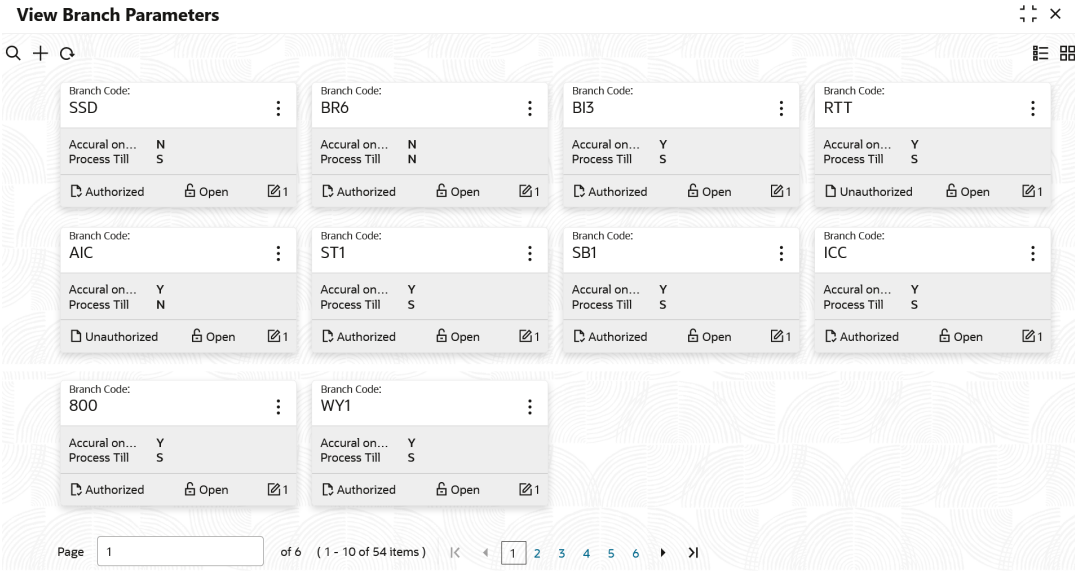 View Branch Parameters
Branch Code: Branch Code: Branch Code: Branch Code:
SSD BR6 BI3 RTT
Accural on... N Accural on... N Accural on... Y Accural on... Y
Process Till S Process Till N Process Till S Process Till S
Authorized Open 1 Authorized Open 1 Authorized Open 1 Unauthorized Open 1
Branch Code: Branch Code: Branch Code: Branch Code:
AIC ST1 SB1 ICC
Accural on... Y Accural on... Y Accural on... Y Accural on... Y
Process Till N Process Till S Process Till S Process Till S
Unauthorized Open 1 Authorized Open 1 Authorized Open 1 Authorized Open 1
Branch Code: Branch Code:
800 WY1
Accural on... Y Accural on... Y
Process Till S Process Till S
Authorized Open 1 Authorized Open 1
Page 1 of 6 ( 1 - 10 of 54 items ) 1 2 3 4 5 6